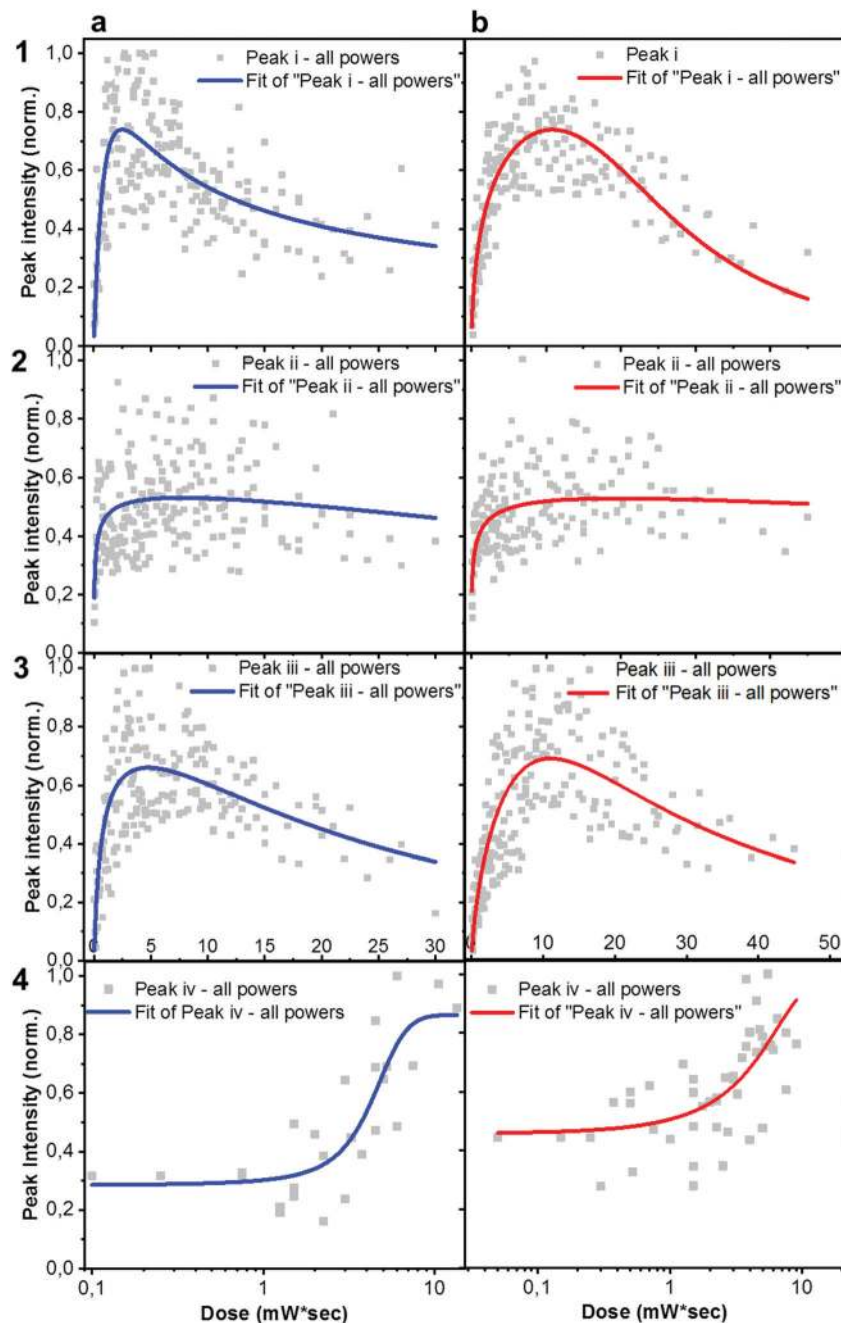 a
b
1
Peak intensity (norm.)
1,0
0,8
0,6
0,4
0,2
0,0
Peak i - all powers
Fit of "Peak i - all powers"
Peak i
Fit of "Peak i - all powers"
2
Peak intensity (norm.)
1,0
0,8
0,6
0,4
0,2
0,0
Peak ii - all powers
Fit of "Peak ii - all powers"
Peak ii - all powers
Fit of "Peak ii - all powers"
3
Peak intensity (norm.)
1,0
0,8
0,6
0,4
0,2
0,0
Peak iii - all powers
Fit of "Peak iii - all powers"
Peak iii - all powers
Fit of "Peak iii - all powers"
0 5 10 15 20 25 30
0 10 20 30 40 50
4
Peak Intensity (norm.)
1,0
0,8
0,6
0,4
0,2
0,0
Peak iv - all powers
Fit of Peak iv - all powers
Peak iv - all powers
Fit of "Peak iv - all powers"
0,1 1 10
0,1 1 10
Dose (mW*sec)
Dose (mW*sec)